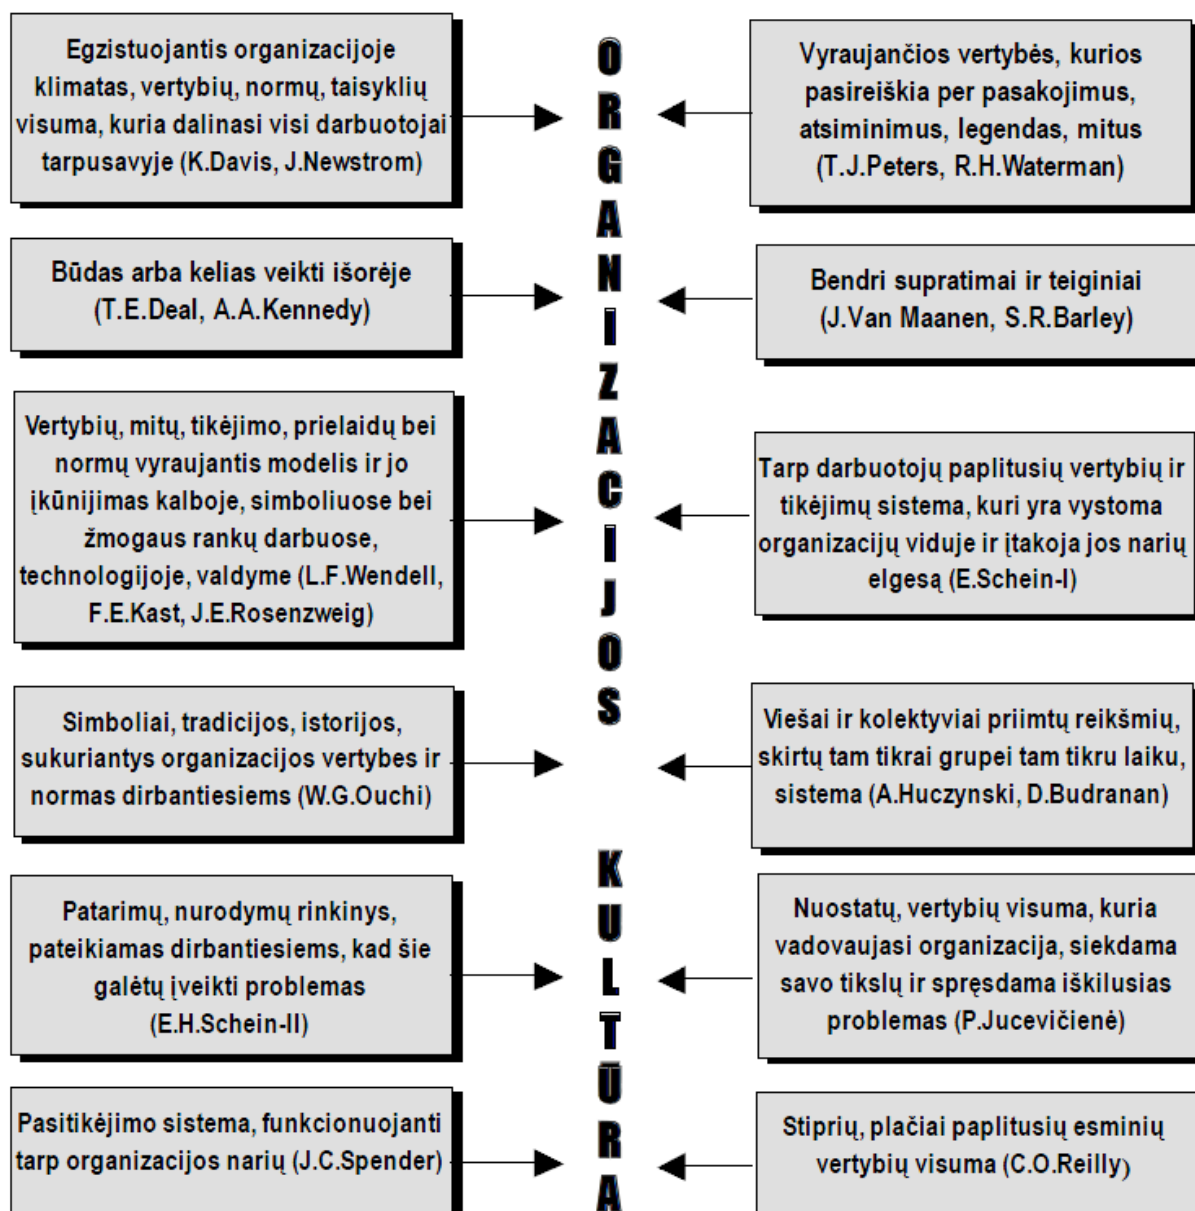 Egzistuojantis organizacijoje
klimatas, vertybių, normų, taisyklių
visuma, kuria dalinasi visi darbuotojai
tarpusavyje (K.Davis, J.Newstrom)
Būdas arba kelias veikti išorėje
(T.E.Deal, A.A.Kennedy)
Vertybių, mitų, tikėjimo, prielaidų bei
normų vyraujantis modelis ir jo
įkūnijimas kalboje, simboliuose bei
žmogaus rankų darbuose,
technologijoje, valdyme (L.F.Wendell,
F.E.Kast, J.E.Rosenzweig)
Simboliai, tradicijos, istorijos,
sukuriantys organizacijos vertybes ir
normas dirbantiesiems (W.G.Ouchi)
Patarimų, nurodymų rinkinys,
pateikiamas dirbantiesiems, kad šie
galėtų įveikti problemas
(E.H.Schein-II)
Pasitikėjimo sistema, funkcionuojanti
tarp organizacijos narių (J.C.Spender)
ORGANIZACIJOS KULTŪRA
Vyraujančios vertybės, kurios
pasireiškia per pasakojimus,
atsiminimus, legendas, mitus
(T.J.Peters, R.H.Waterman)
Bendri supratimai ir teiginiai
(J.Van Maanen, S.R.Barley)
Tarp darbuotojų paplitusių vertybių ir
tikėjimų sistema, kuri yra vystoma
organizacijų viduje ir įtakoja jos narių
elgesą (E.Schein-I)
Viešai ir kolektyviai priimtų reikšmių,
skirtų tam tikrai grupei tam tikru laiku,
sistema (A.Huczynski, D.Budranan)
Nuostatų, vertybių visuma, kuria
vadovaujasi organizacija, siekdama
savo tikslų ir spręsdama iškilusias
problemas (P.Jucevičienė)
Stiprių, plačiai paplitusių esminių
vertybių visuma (C.O.Reilly)